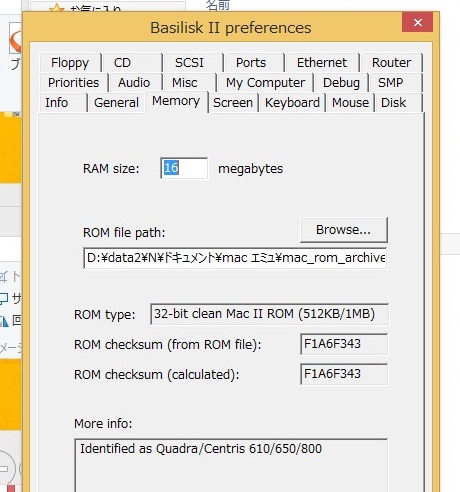 お気に入り
名前
Basilisk II preferences
Floppy CD SCSI Ports Ethernet Router
Priorities Audio Misc My Computer Debug SMP
Info General Memory Screen Keyboard Mouse Disk
RAM size: 16 megabytes
Browse...
ROM file path:
D:¥data2¥N¥ドキュメント¥mac エミュ¥mac_rom_archive
ROM type: 32-bit clean Mac II ROM (512KB/1MB)
ROM checksum (from ROM file): F1A6F343
ROM checksum (calculated): F1A6F343
More info:
Identified as Quadra/Centris 610/650/800